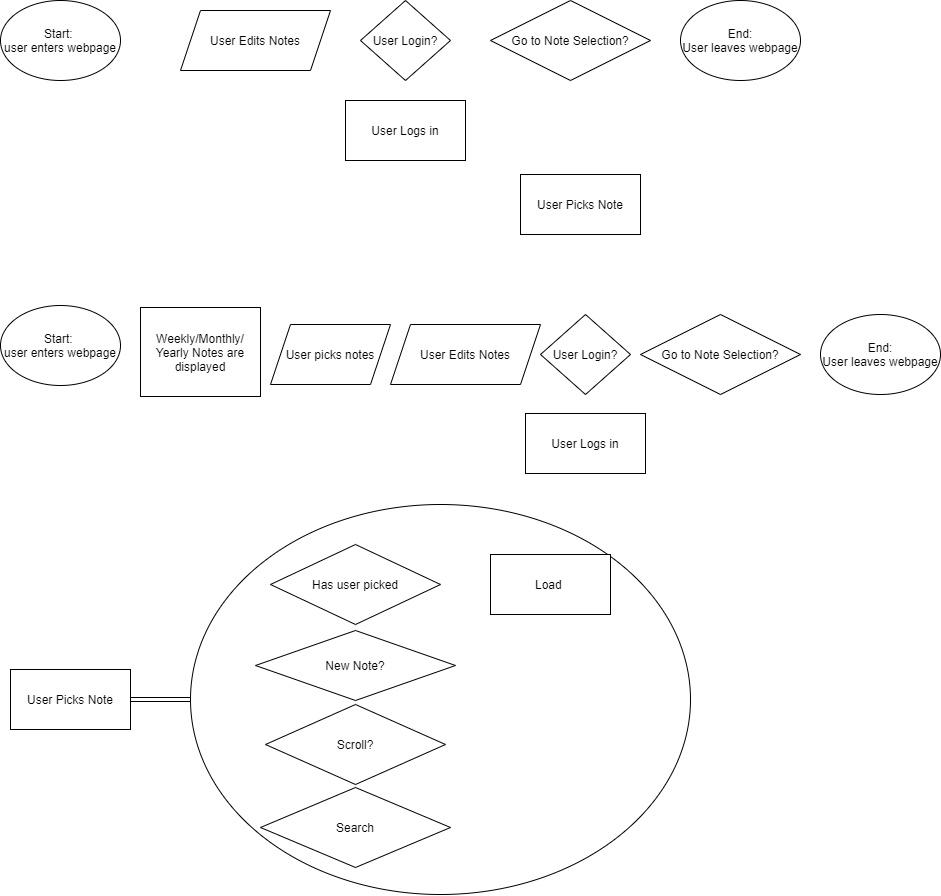 Start:
user enters webpage
User Edits Notes
User Login?
Go to Note Selection?
End:
User leaves webpage
User Logs in
User Picks Note
Start:
user enters webpage
Weekly/Monthly/
Yearly Notes are
displayed
User picks notes
User Edits Notes
User Login?
Go to Note Selection?
End:
User leaves webpage
User Logs in
Has user picked
Load
New Note?
User Picks Note
Scroll?
Search